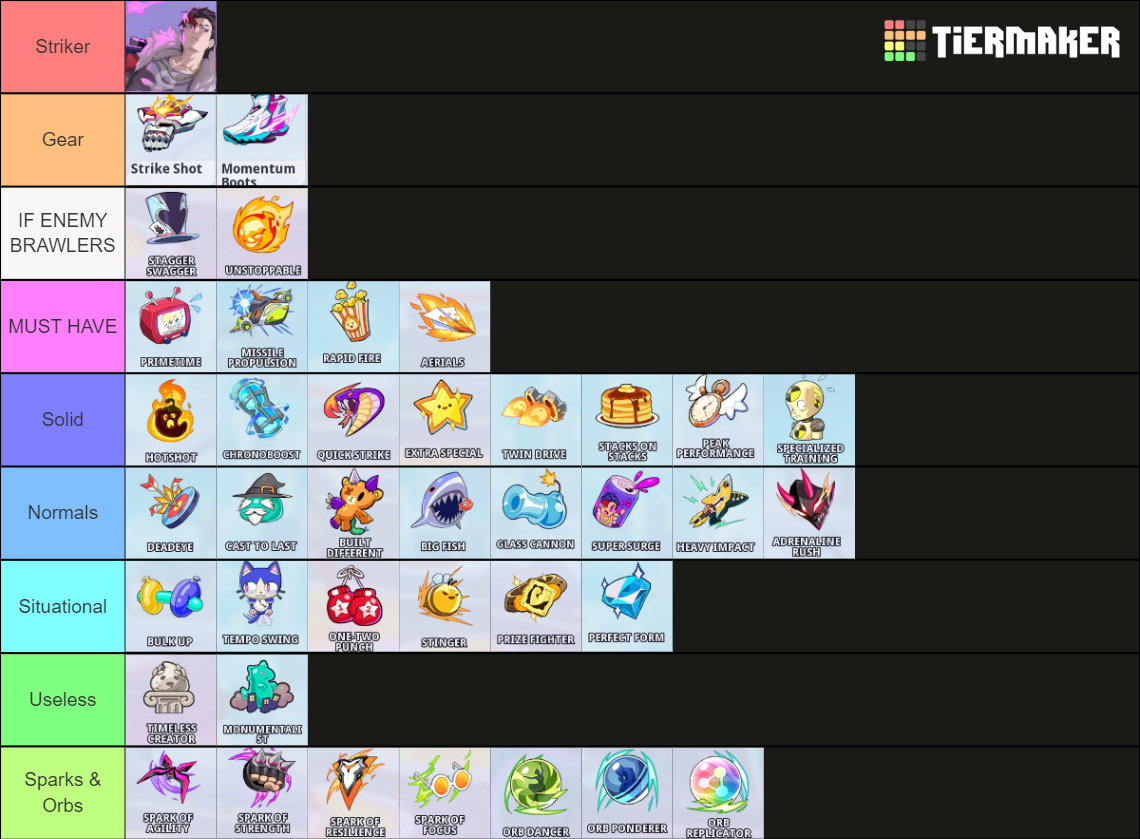 Striker
TIERMAKER
Gear
Strike Shot
Momentum
Boots
IF ENEMY
BRAWLERS
STAGGER
SWAGGER
UNSTOPPABLE
MUST HAVE
PRIMETIME
MISSILE
PROPULSION
RAPID FIRE
AERIALS
Solid
HOTSHOT
CHRONOBOOST
QUICK STRIKE
EXTRA SPECIAL
TWIN DRIVE
STACKS ON
STACKS
PEAK
PERFORMANCE
SPECIALIZED
TRAINING
Normals
DEADEYE
CAST TO LAST
BUILT
DIFFERENT
BIG FISH
GLASS CANNON
SUPER SURGE
HEAVY IMPACT
ADRENALINE
RUSH
Situational
BULK UP
TEMPO SWING
ONE-TWO
PUNCH
STINGER
PRIZE FIGHTER
PERFECT FORM
Useless
TIMELESS
CREATOR
MONUMENTALI
ST
Sparks &
Orbs
SPARK OF
AGILITY
SPARK OF
STRENGTH
SPARK OF
RESILIENCE
SPARK OF
FOCUS
ORB DANCER
ORB PONDERER
ORB
REPLICATOR